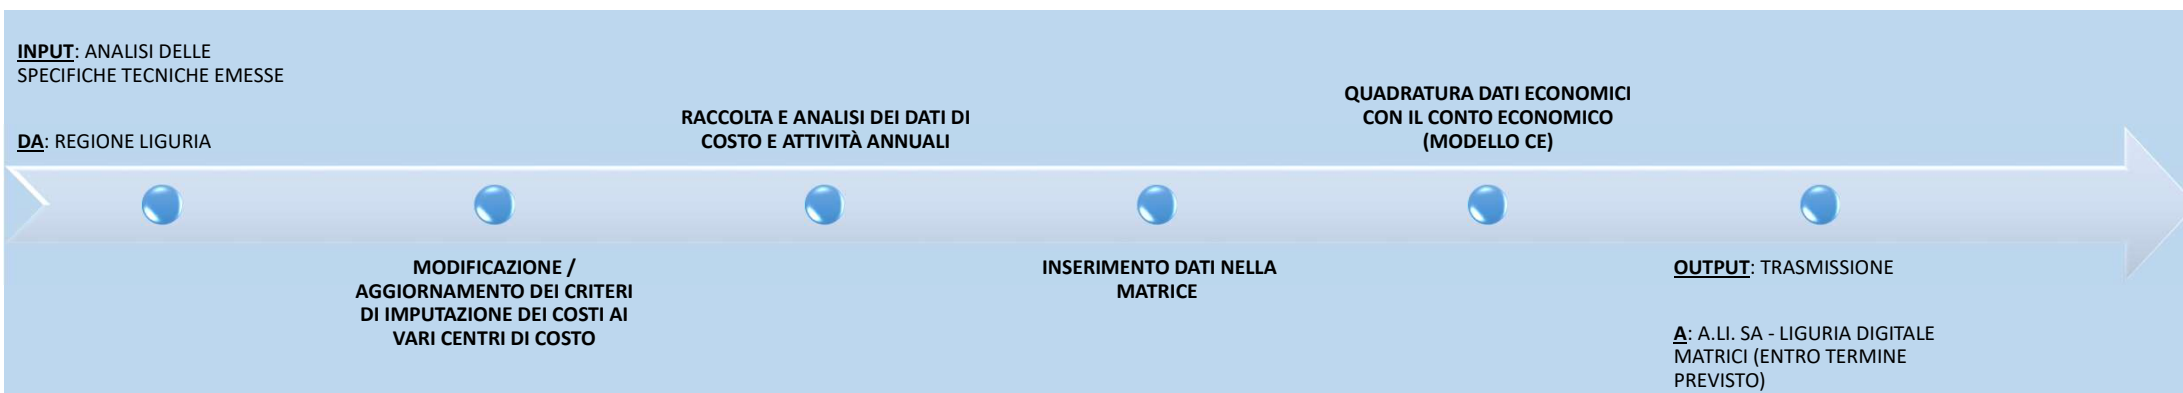 INPUT: ANALISI DELLE
SPECIFICHE TECNICHE EMESSE
DA: REGIONE LIGURIA
MODIFICAZIONE /
AGGIORNAMENTO DEI CRITERI
DI IMPUTAZIONE DEI COSTI AI
VARI CENTRI DI COSTO
RACCOLTA E ANALISI DEI DATI DI
COSTO E ATTIVITÀ ANNUALI
INSERIMENTO DATI NELLA
MATRICE
QUADRATURA DATI ECONOMICI
CON IL CONTO ECONOMICO
(MODELLO CE)
OUTPUT: TRASMISSIONE
A: A.LI. SA - LIGURIA DIGITALE
MATRICI (ENTRO TERMINE
PREVISTO)